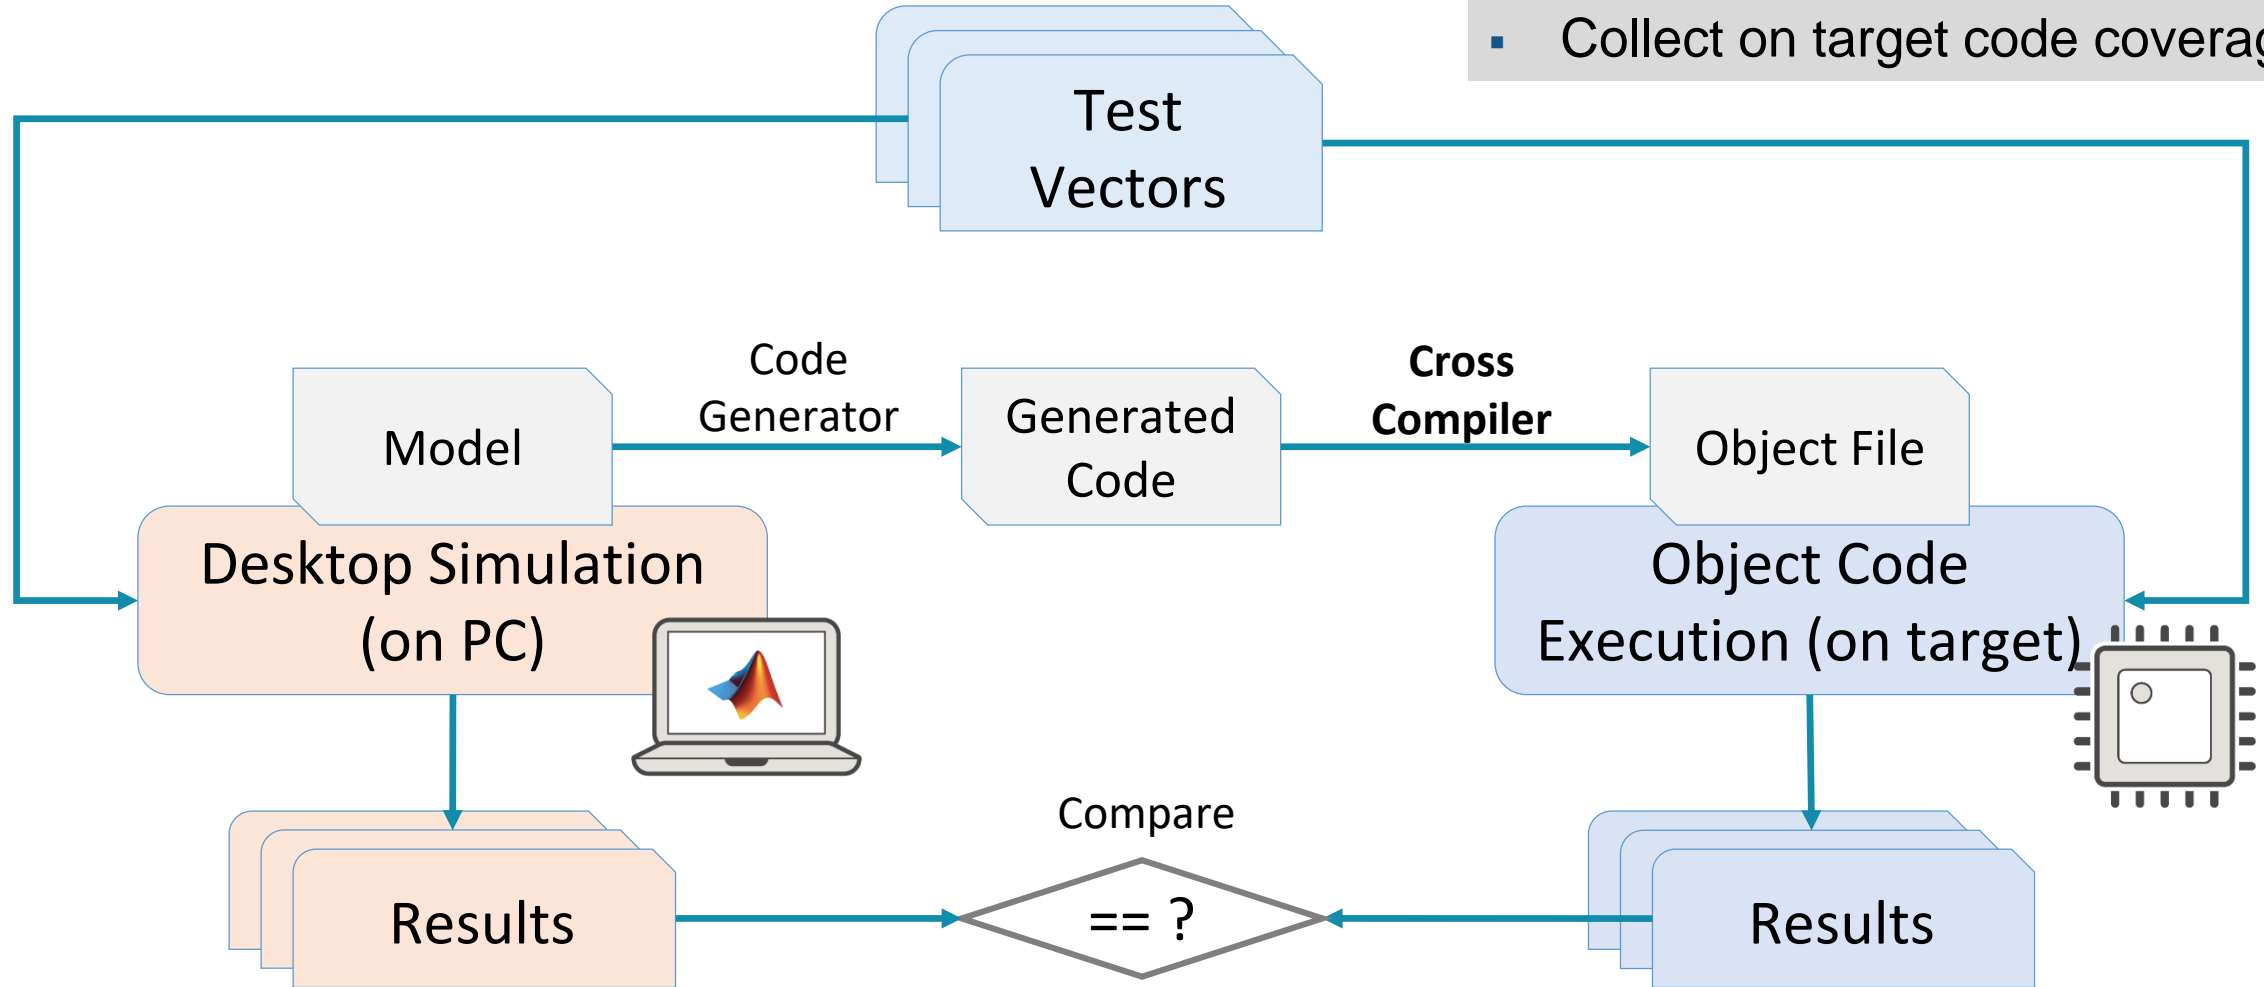 ▪ Collect on target code
Test
Vectors
Code
Generator
Cross
Compiler
Model
Generated
Code
Object File
Desktop Simulation
(on PC)
Object Code
Execution (on target)
Compare
Results
== ?
Results